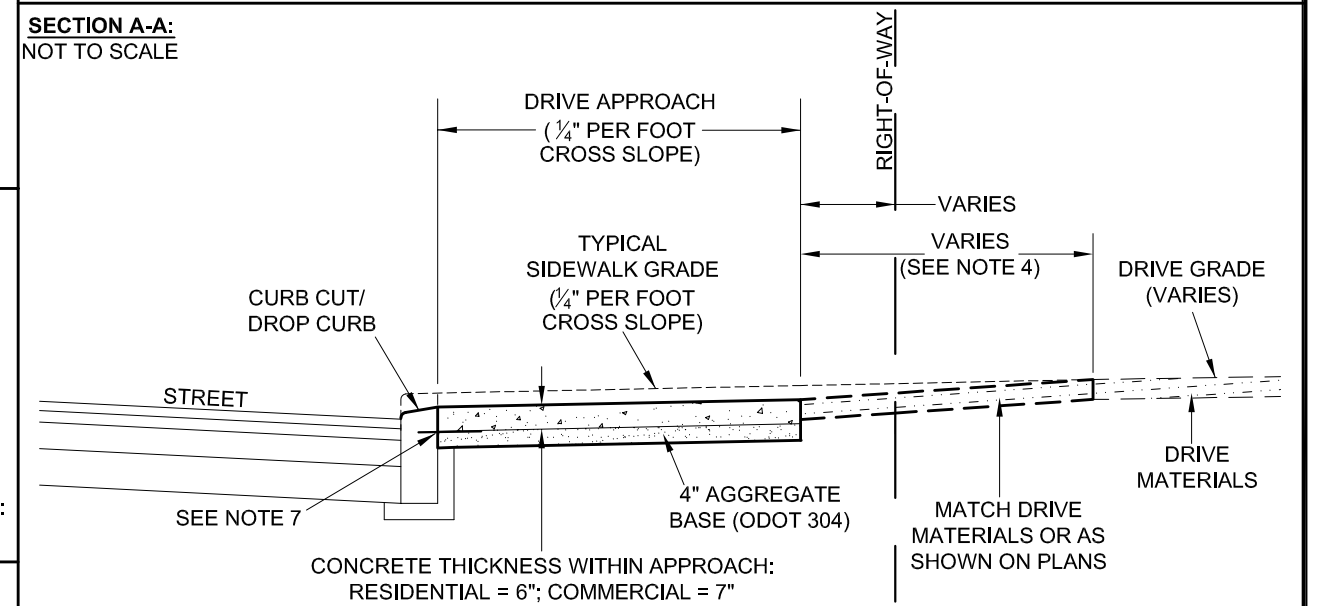 SECTION A-A:
NOT TO SCALE
RIGHT-OF-WAY
DRIVE APPROACH
( 1/4" PER FOOT
CROSS SLOPE)
VARIES
TYPICAL
SIDEWALK GRADE
(1/4" PER FOOT
CROSS SLOPE)
VARIES
(SEE NOTE 4)
DRIVE GRADE
(VARIES)
CURB CUT/
DROP CURB
STREET
SEE NOTE 7
4" AGGREGATE
BASE (ODOT 304)
DRIVE
MATERIALS
MATCH DRIVE
MATERIALS OR AS
SHOWN ON PLANS
CONCRETE THICKNESS WITHIN APPROACH:
RESIDENTIAL = 6"; COMMERCIAL = 7"
: